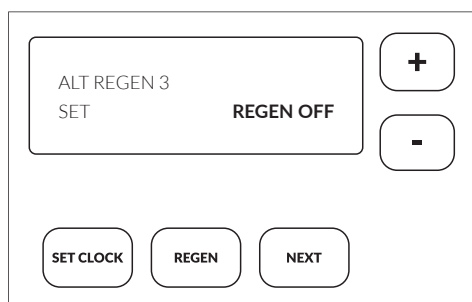 ALT REGEN 3
SET REGEN OFF
+
-
SET CLOCK
REGEN
NEXT